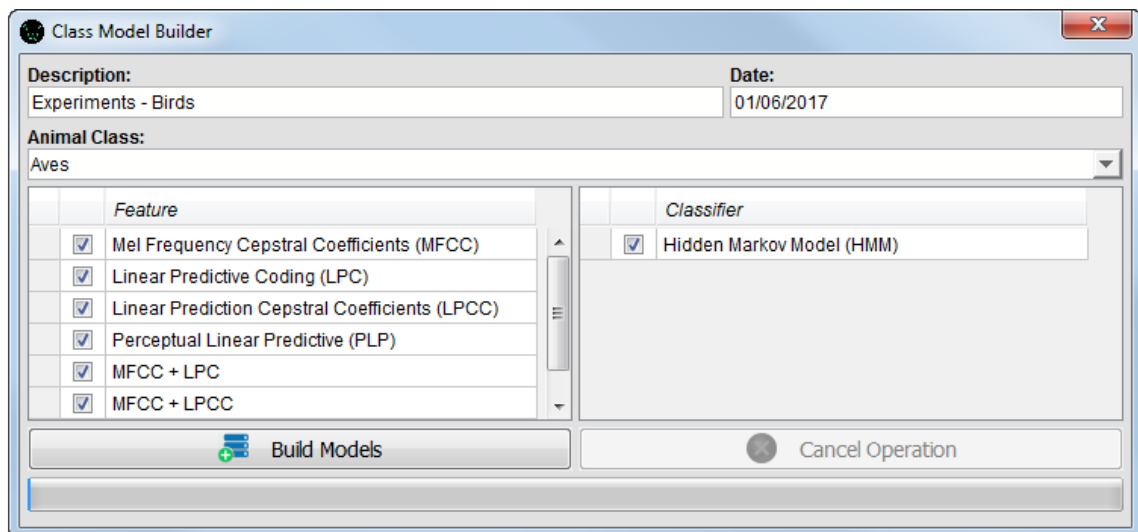 Class Model Builder
Description: Date:
Experiments - Birds 01/06/2017
Animal Class:
Aves
Feature
Mel Frequency Cepstral Coefficients (MFCC)
Linear Predictive Coding (LPC)
Linear Prediction Cepstral Coefficients (LPCC)
Perceptual Linear Predictive (PLP)
MFCC + LPC
MFCC + LPCC
Classifier
Hidden Markov Model (HMM)
Build Models Cancel Operation